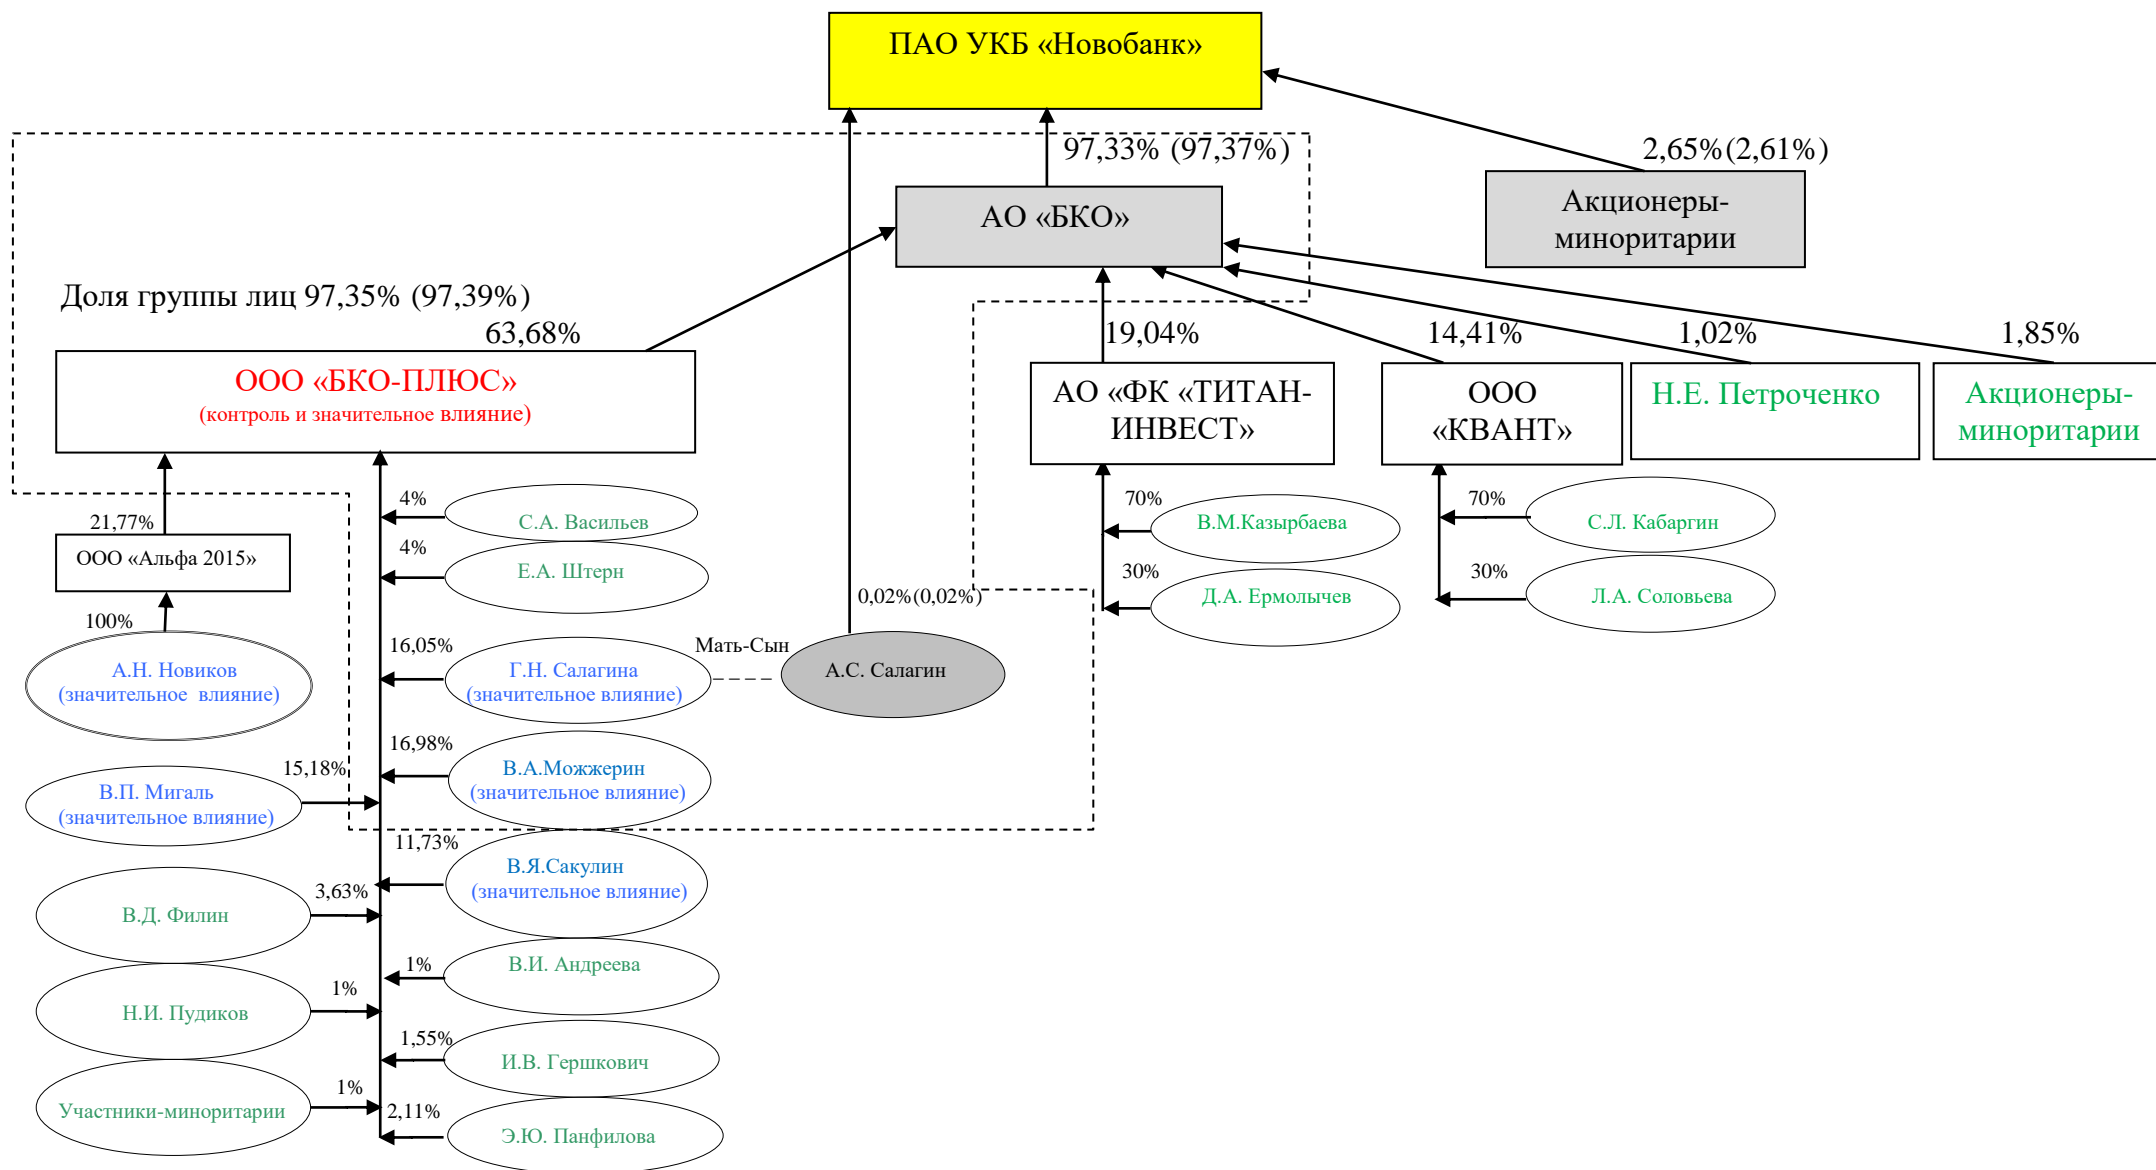 ПАО УКБ «Новобанк»
97,33% (97,37%)
2,65%(2,61%)
АО «БКО»
Акционеры-
миноритарии
Доля группы лиц 97,35% (97,39%)
63,68%
19,04%
14,41%
1,02%
1,85%
ООО «БКО-ПЛЮС»
(контроль и значительное влияние)
АО «ФК «ТИТАН-
ИНВЕСТ»
ООО
«КВАНТ»
Н.Е. Петроченко
Акционеры-
миноритарии
21,77%
ООО «Альфа 2015»
100%
А.Н. Новиков
(значительное влияние)
4%
С.А. Васильев
4%
Е.А. Штерн
70%
В.М.Казырбаева
30%
Д.А. Ермолычев
70%
С.Л. Кабаргин
30%
Л.А. Соловьева
0,02%(0,02%)
16,05%
Г.Н. Салагина
(значительное влияние)
Мать-Сын
А.С. Салагин
16,98%
В.А.Можжерин
(значительное влияние)
15,18%
В.П. Мигаль
(значительное влияние)
11,73%
В.Я.Сакулин
(значительное влияние)
3,63%
В.Д. Филин
1%
В.И. Андреева
1%
Н.И. Пудиков
1,55%
И.В. Гершкович
1%
Участники-миноритарии
2,11%
Э.Ю. Панфилова